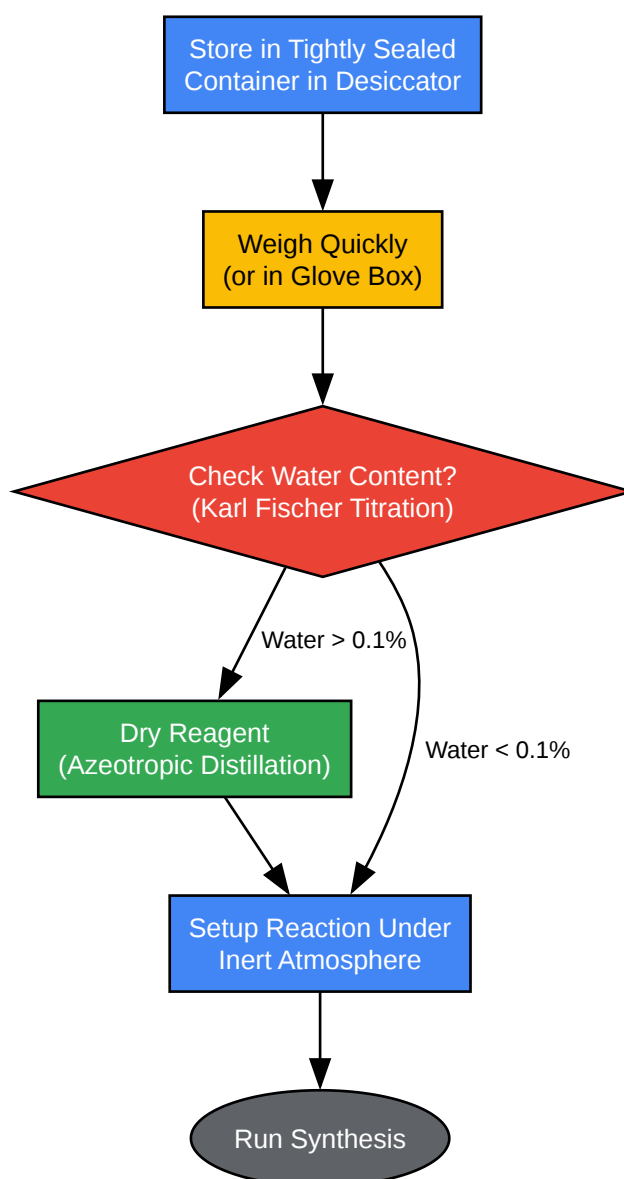 Store in Tightly Sealed
Container in Desiccator
Weigh Quickly
(or in Glove Box)
Check Water Content?
(Karl Fischer Titration)
Water > 0.1%
Dry Reagent
(Azeotropic Distillation)
Water < 0.1%
Setup Reaction Under
Inert Atmosphere
Run Synthesis